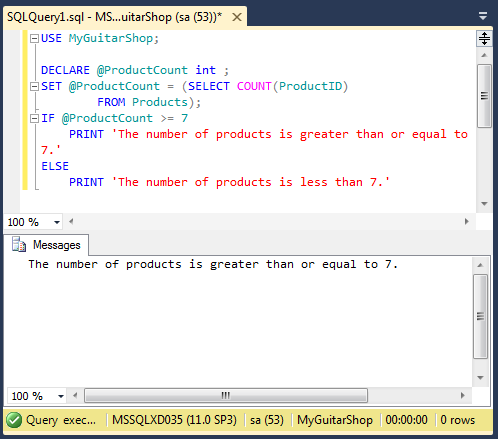 SQLQuery1.sql - MS...uitarShop (sa (53))*
USE MyGuitarShop;
DECLARE @ProductCount int ;
SET @ProductCount = (SELECT COUNT(ProductID)
FROM Products);
IF @ProductCount >= 7
PRINT 'The number of products is greater than or equal to
7.'
ELSE
PRINT 'The number of products is less than 7.'
100 %
Messages
The number of products is greater than or equal to 7.
100 %
Query exec... MSSQLXD035 (11.0 SP3) sa (53) MyGuitarShop 00:00:00 0 rows